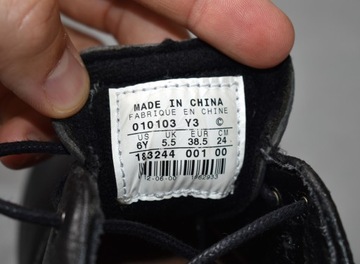 MADE IN CHINA
FABRIQUE EN CHINE
010103 Y3 ©
US UK EUR CM
6Y 5.5 38.5 24
183244 001 00